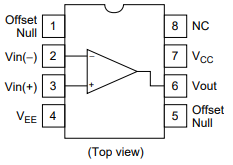 Offset
Null
1
8
NC
Vin(−)
2
−
7
VCC
Vin(+)
3
+
6
Vout
VEE
4
5
Offset
Null
(Top view)